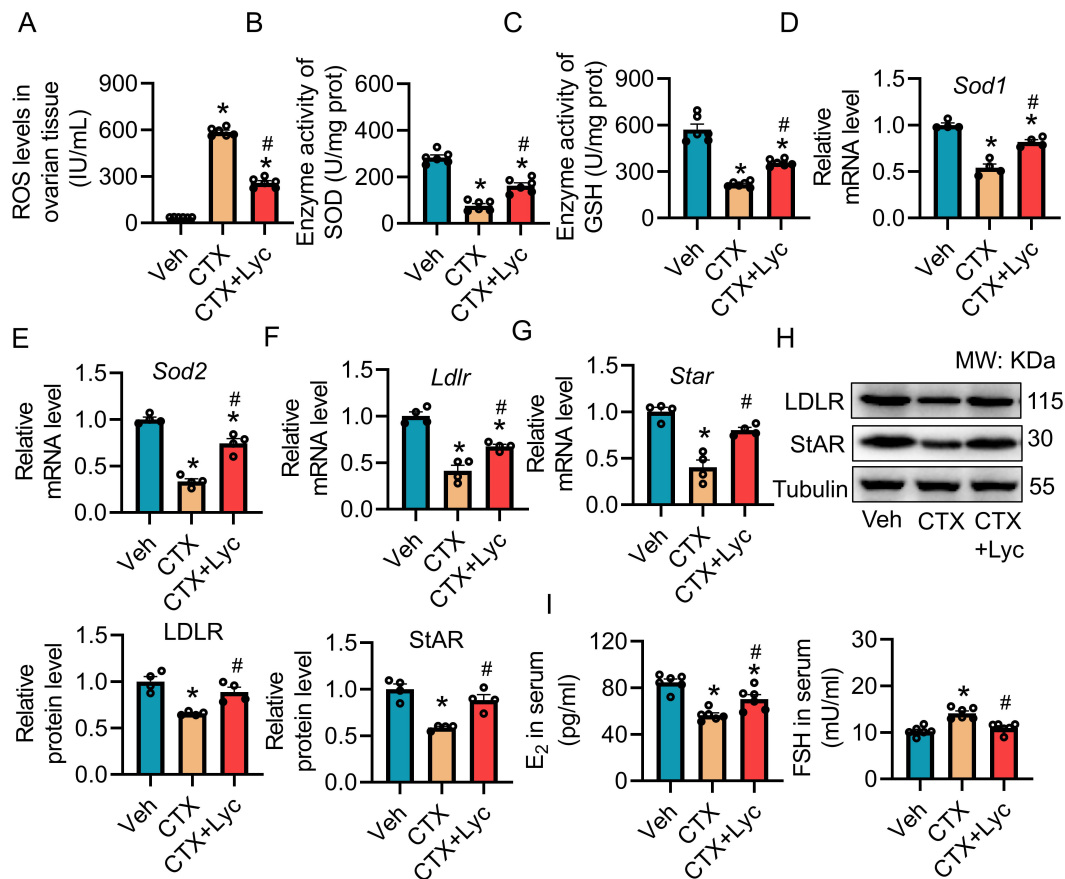 A
ROS levels in
ovarian tissue
(IU/mL)
900
600
300
0
*
#
*
Veh
CTX
CTX+Lyc
B
Enzyme activity of
SOD (U/mg prot)
600
400
200
0
*
#
*
Veh
CTX
CTX+Lyc
C
Enzyme activity of
GSH (U/mg prot)
900
600
300
0
*
#
*
Veh
CTX
CTX+Lyc
D
Sod1
Relative
mRNA level
1.5
1.0
0.5
0.0
*
#
*
Veh
CTX
CTX+Lyc
E
Sod2
Relative
mRNA level
1.5
1.0
0.5
0.0
*
#
*
Veh
CTX
CTX+Lyc
F
Ldlr
Relative
mRNA level
1.5
1.0
0.5
0.0
*
#
*
Veh
CTX
CTX+Lyc
G
Star
Relative
mRNA level
1.5
1.0
0.5
0.0
*
#
Veh
CTX
CTX+Lyc
H
MW: KDa
LDLR 115
StAR 30
Tubulin 55
Veh CTX CTX
+Lyc
LDLR
Relative
protein level
1.5
1.0
0.5
0.0
*
#
Veh
CTX
CTX+Lyc
StAR
Relative
protein level
1.5
1.0
0.5
0.0
*
#
Veh
CTX
CTX+Lyc
I
E2 in serum
(pg/ml)
120
80
40
0
*
#
*
Veh
CTX
CTX+Lyc
FSH in serum
(mU/ml)
30
20
10
0
*
#
Veh
CTX
CTX+Lyc